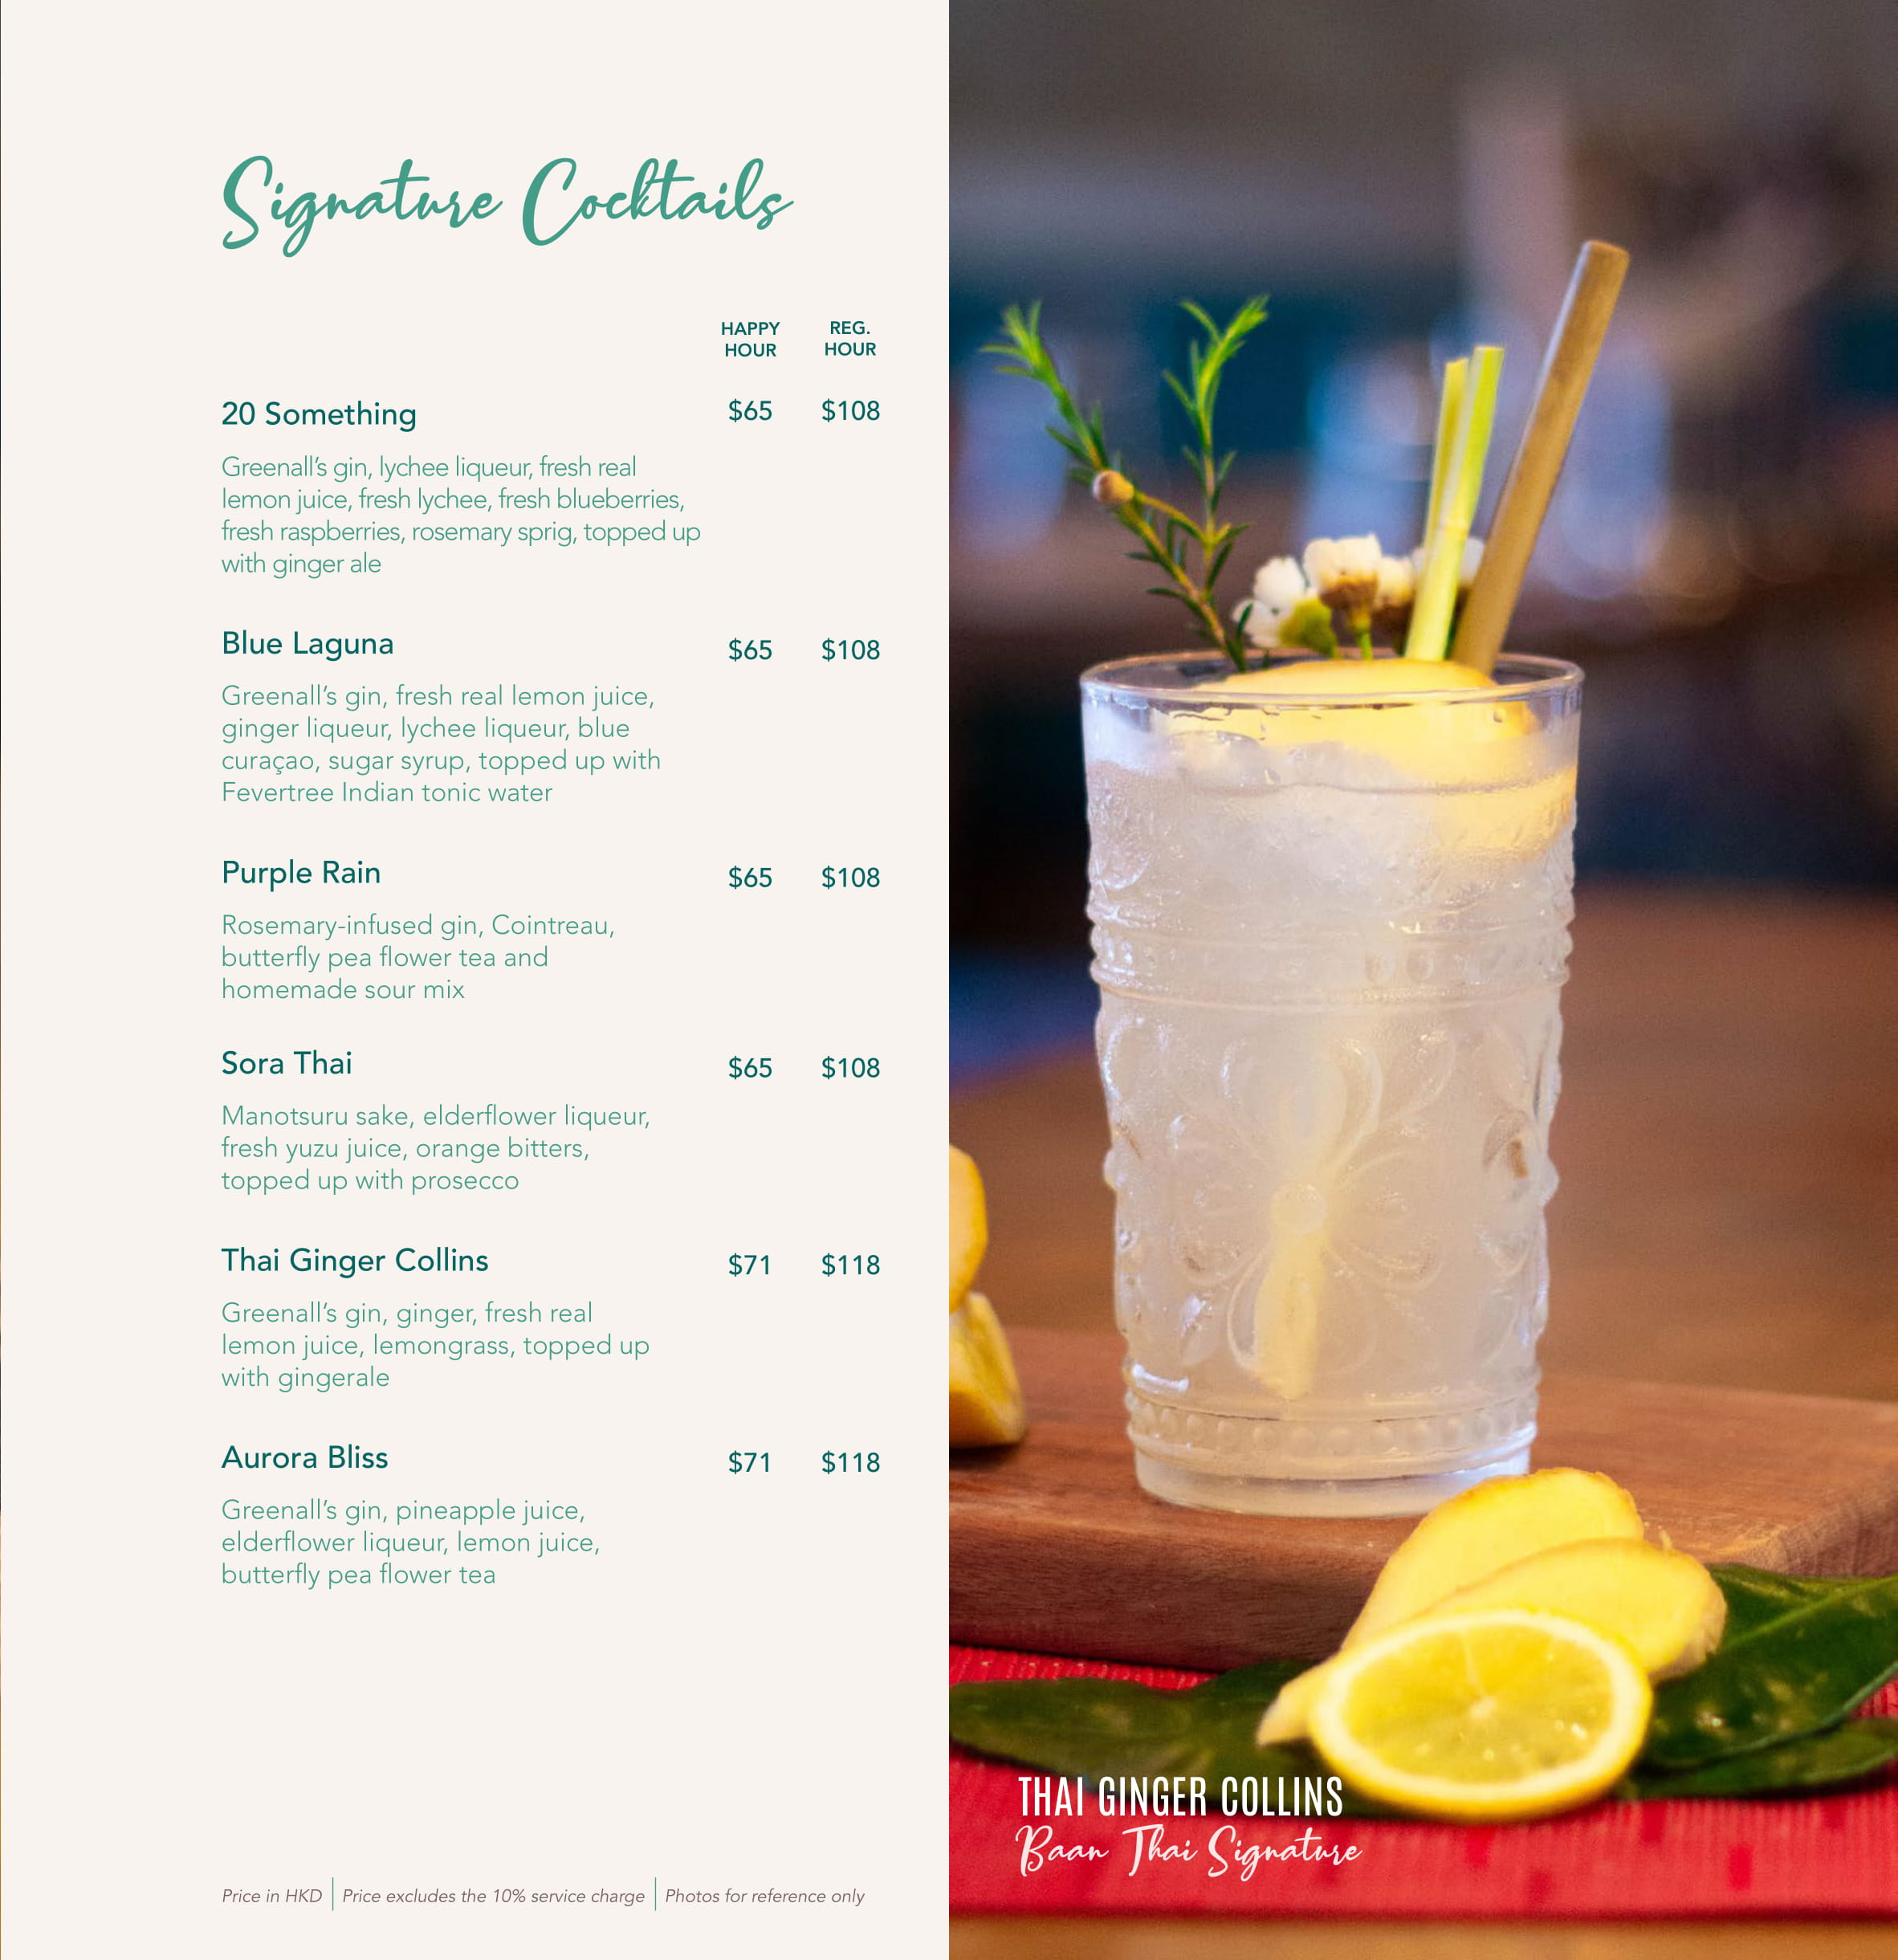 Signature Cocktails
HAPPY REG.
HOUR HOUR
20 Something $65 $108
Greenall’s gin, lychee liqueur, fresh real
lemon juice, fresh lychee, fresh blueberries,
fresh raspberries, rosemary sprig, topped up
with ginger ale
Blue Laguna $65 $108
Greenall’s gin, fresh real lemon juice,
ginger liqueur, lychee liqueur, blue
curaçao, sugar syrup, topped up with
Fevertree Indian tonic water
Purple Rain $65 $108
Rosemary-infused gin, Cointreau,
butterfly pea flower tea and
homemade sour mix
Sora Thai $65 $108
Manotsuru sake, elderflower liqueur,
fresh yuzu juice, orange bitters,
topped up with prosecco
Thai Ginger Collins $71 $118
Greenall’s gin, ginger, fresh real
lemon juice, lemongrass, topped up
with gingerale
Aurora Bliss $71 $118
Greenall’s gin, pineapple juice,
elderflower liqueur, lemon juice,
butterfly pea flower tea
Price in HKD | Price excludes the 10% service charge | Photos for reference only
THAI GINGER COLLINS
Baan Thai Signature